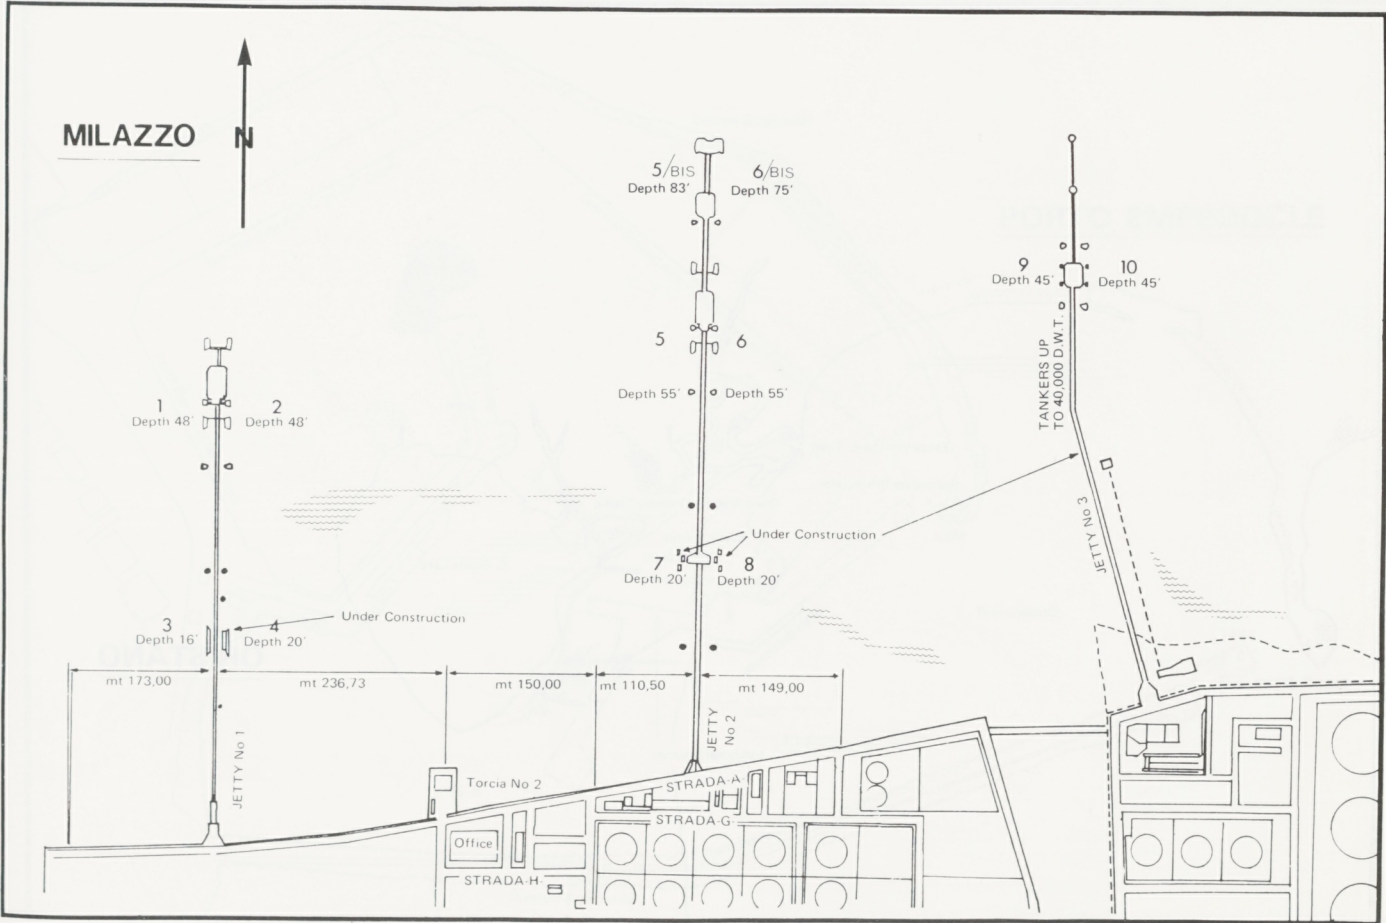 MILAZZO
N
5/BIS
Depth 83'
6/BIS
Depth 75'
9
Depth 45'
10
Depth 45'
TANKERS UP
TO 40,000 D.W.T.
5
6
Depth 55'
Depth 55'
1
Depth 48'
2
Depth 48'
Under Construction
7
Depth 20'
8
Depth 20'
JETTY No 3
Under Construction
3
Depth 16'
4
Depth 20'
mt 173,00
mt 236,73
mt 150,00
mt 110,50
mt 149,00
JETTY No 1
JETTY
No 2
Torcia No 2
STRADA-A-
STRADA-G-
Office
STRADA-H-